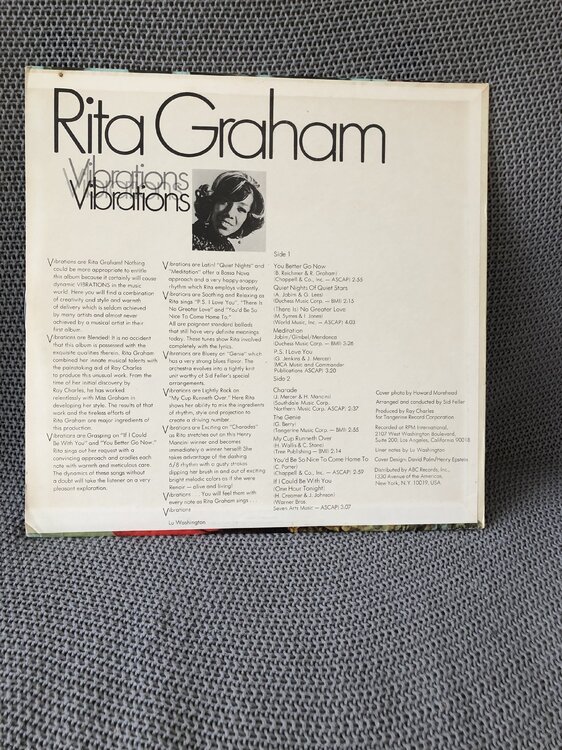 Rita Graham
Vibrations
Vibrations
Vibrations are Rita Graham! Nothing
could be more appropriate to entitle
this album because it certainly will cause
dynamic VIBRATIONS in the music
world. Here you will find a combination
of creativity and style and warmth
of delivery which is seldom achieved
by many artists and almost never
achieved by a musical artist in their
first album.
Vibrations are Blended! It is no accident
that this album is possessed with the
exquisite qualities therein. Rita Graham
combined her innate musical talents with
the painstaking aid of Ray Charles
to produce this unusual work. From the
time of her initial discovery by
Ray Charles, he has worked
relentlessly with Miss Graham in
developing her style. The results of that
work and the tireless efforts of
Rita Graham are major ingredients of
this production.
Vibrations are Grasping on "If I Could
Be With You" and "You Better Go Now."
Rita sings out her request with a
convincing approach and cradles each
note with warmth and meticulous care.
The dynamics of these songs without
a doubt will take the listener on a very
pleasant exploration.
Vibrations are Latin! "Quiet Nights" and
"Meditation" offer a Bossa Nova
approach and a very happy-snappy
rhythm which Rita employs vibrantly.
Vibrations are Soothing and Relaxing as
Rita sings "P.S. I Love You", "There Is
No Greater Love" and "You'd Be So
Nice To Come Home To."
All are poignant standard ballads
that still have very definite meanings
today. These tunes show Rita involved
completely with the lyrics.
Vibrations are Bluesy on "Genie" which
has a very strong blues flavor. The
orchestra evolves into a tightly knit
unit worthy of Sid Feller's special
arrangements.
Vibrations are Lightly Rock on
"My Cup Runneth Over." Here Rita
shows her ability to mix the ingredients
of rhythm, style and projection to
create a driving number.
Vibrations are Exciting on "Charades"
as Rita stretches out on this Henry
Mancini winner and becomes
immediately a winner herself! She
takes advantage of the dashing
6/8 rhythm with a gusty strokes
dipping her brush in and out of exciting
bright melodic colors as if she were
Renoir — alive and living!
Vibrations . . . You will feel them with
every note as Rita Graham sings . . .
Vibrations
Lu Washington
Side 1
You Better Go Now
(B. Reichner & R. Graham)
(Chappell & Co., Inc. — ASCAP) 2:55
Quiet Nights Of Quiet Stars
(A. Jobim & G. Lees)
(Duchess Music Corp. — BMI) 2:15
(There Is) No Greater Love
(M. Symes & I. Jones)
(World Music, Inc. — ASCAP) 4:03
Meditation
Jobim/Gimbel/Mendonca
(Duchess Music Corp. — BMI) 3:28
P.S. I Love You
(G. Jenkins & J. Mercer)
(MCA Music and Commander
Publications ASCAP) 3:20
Side 2
Charade
(J. Mercer & H. Mancini)
(Southdale Music Corp.
Northern Music Corp. ASCAP) 2:37
The Genie
(G. Berry)
(Tangerine Music Corp. — BMI) 2:55
My Cup Runneth Over
(H. Wallis & C. Stars)
(Tree Publishing — BMI) 2:14
You'd Be So Nice To Come Home To
(C. Porter)
(Chappell & Co., Inc. — ASCAP) 2:59
If I Could Be With You
(One Hour Tonight)
(H. Creamer & J. Johnson)
(Warner Bros.
Seven Arts Music — ASCAP) 3:07
Cover photo by Howard Morehead
Arranged and conducted by Sid Feller
Produced by Ray Charles
for Tangerine Record Corporation
Recorded at RPM International,
2107 West Washington Boulevard,
Suite 200, Los Angeles, California 90018
Liner notes by Lu Washington
Cover Design: David Palm/Henry Epstein
Distributed by ABC Records, Inc.,
1330 Avenue of the Americas,
New York, N.Y. 10019, USA